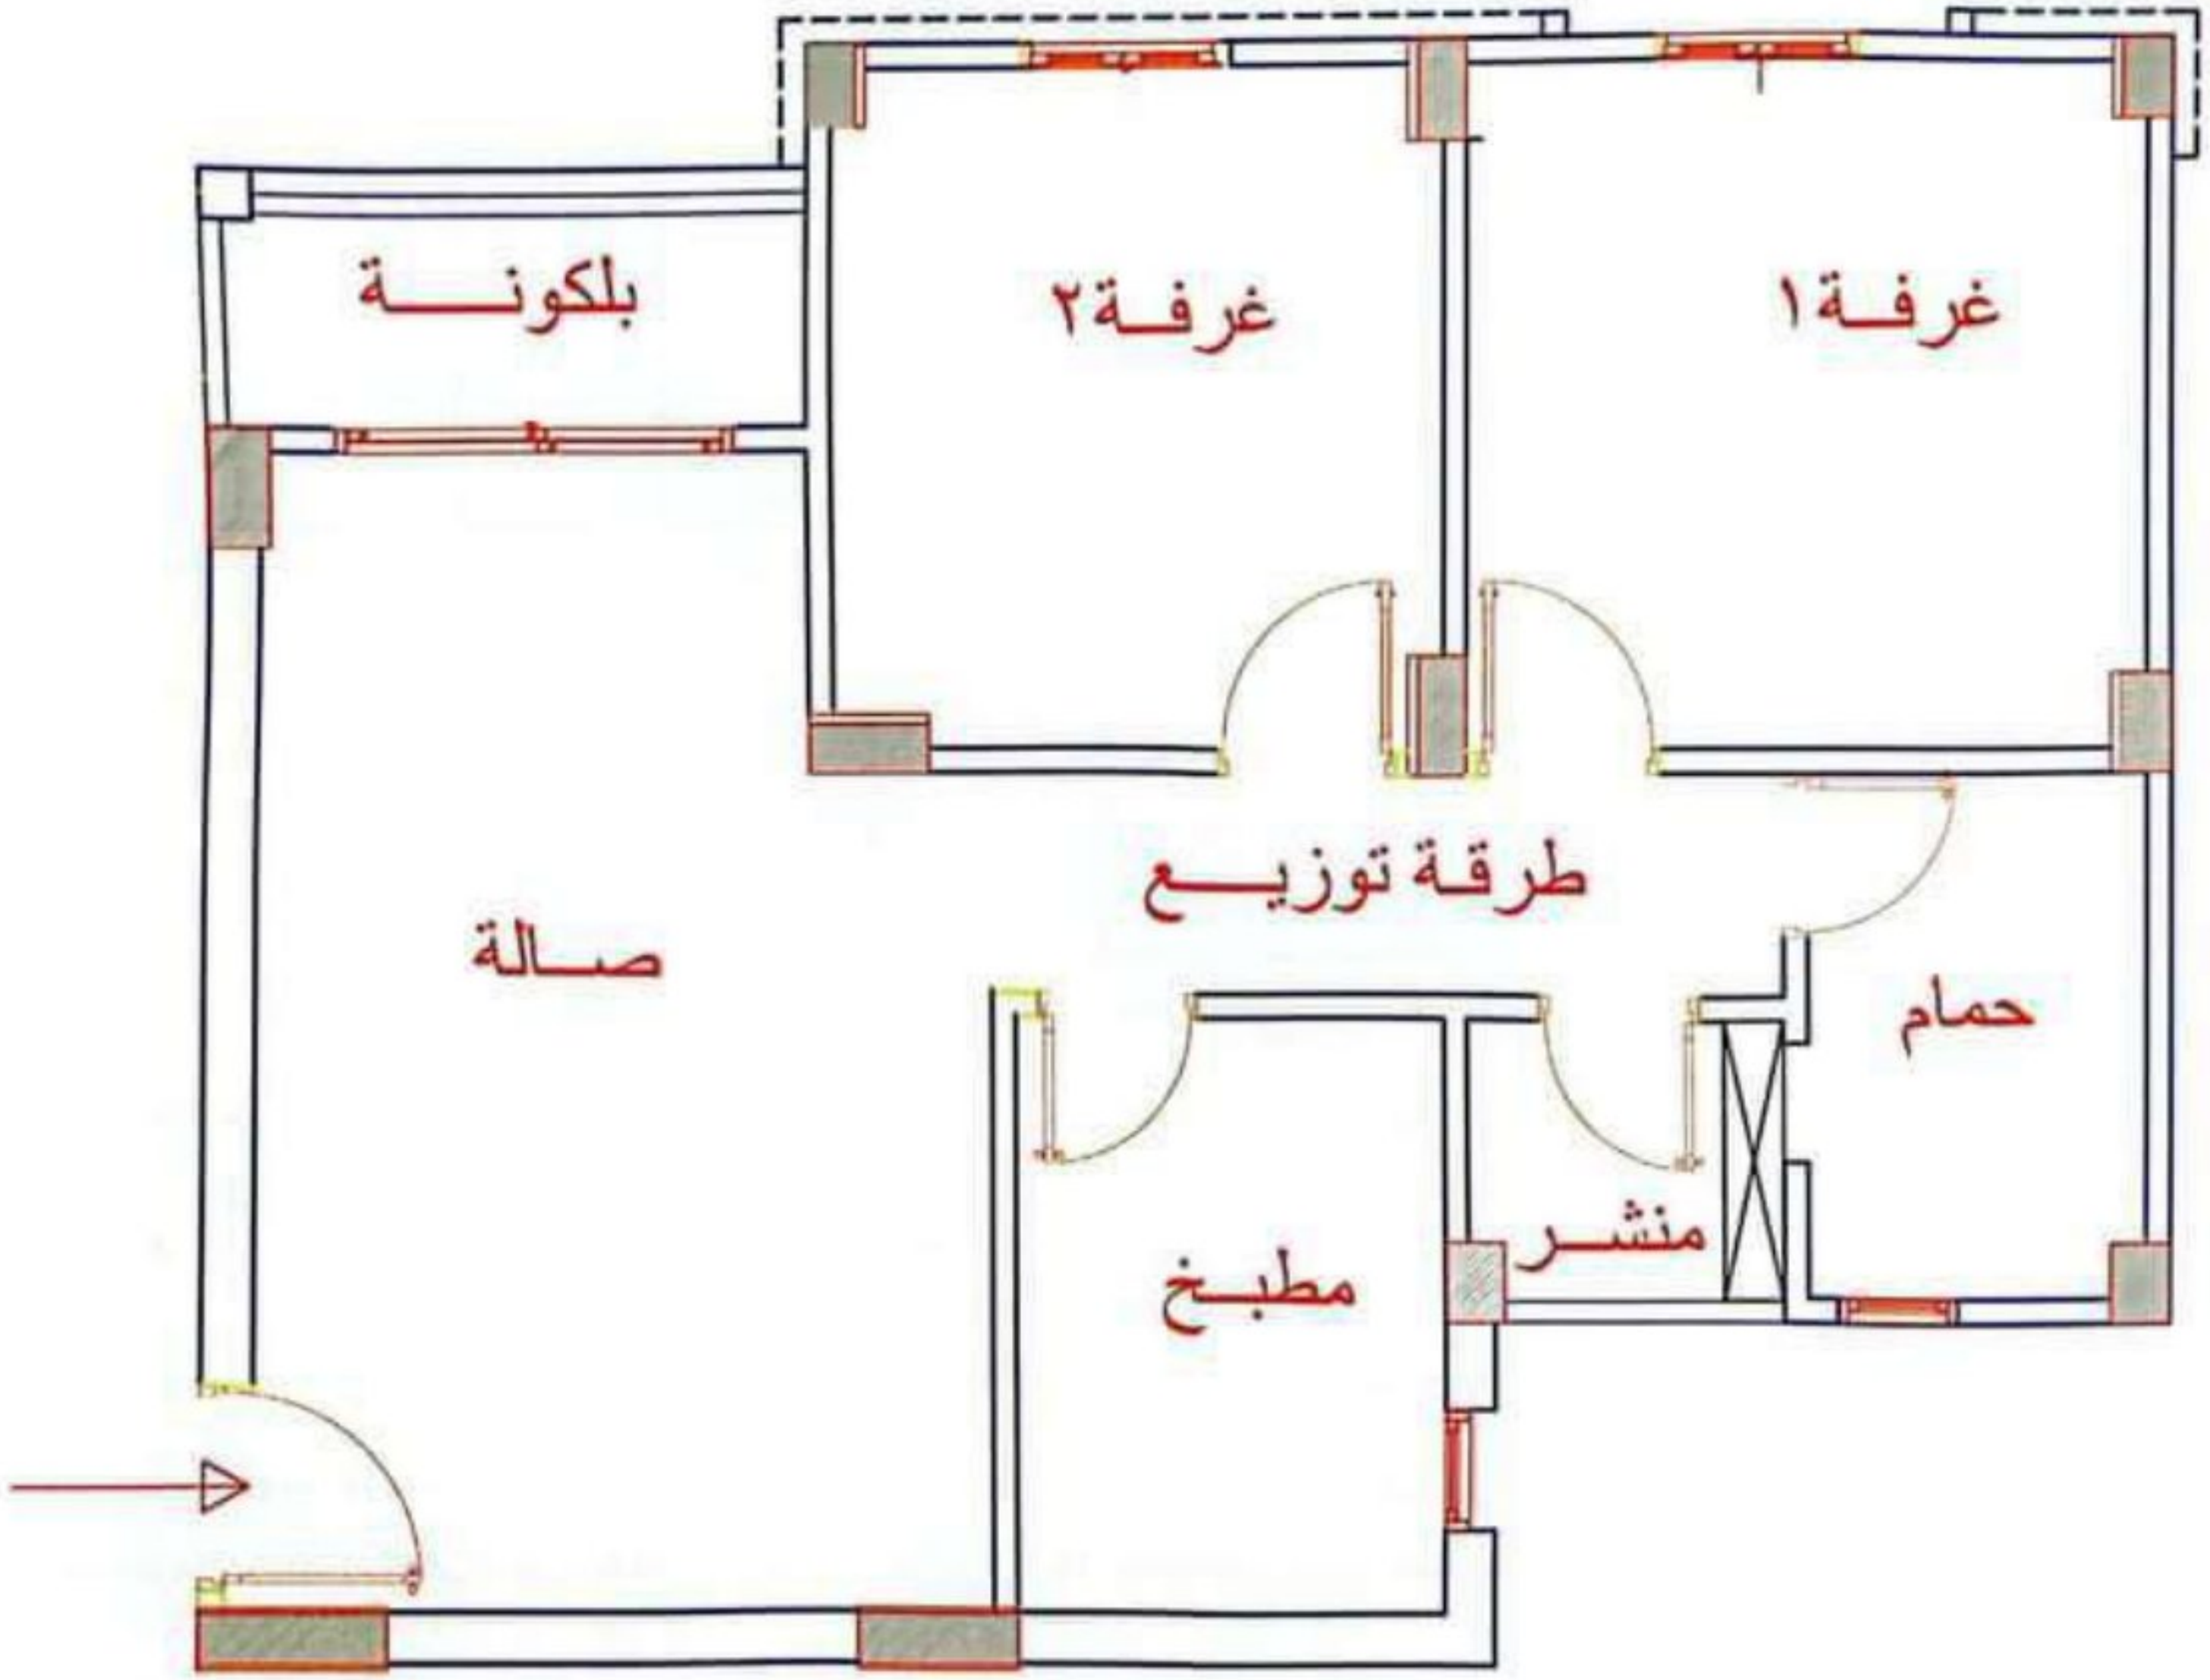 غرفة١
غرفة٢
بلكونة
طرقة توزيع
صالة
حمام
منشر
مطبخ